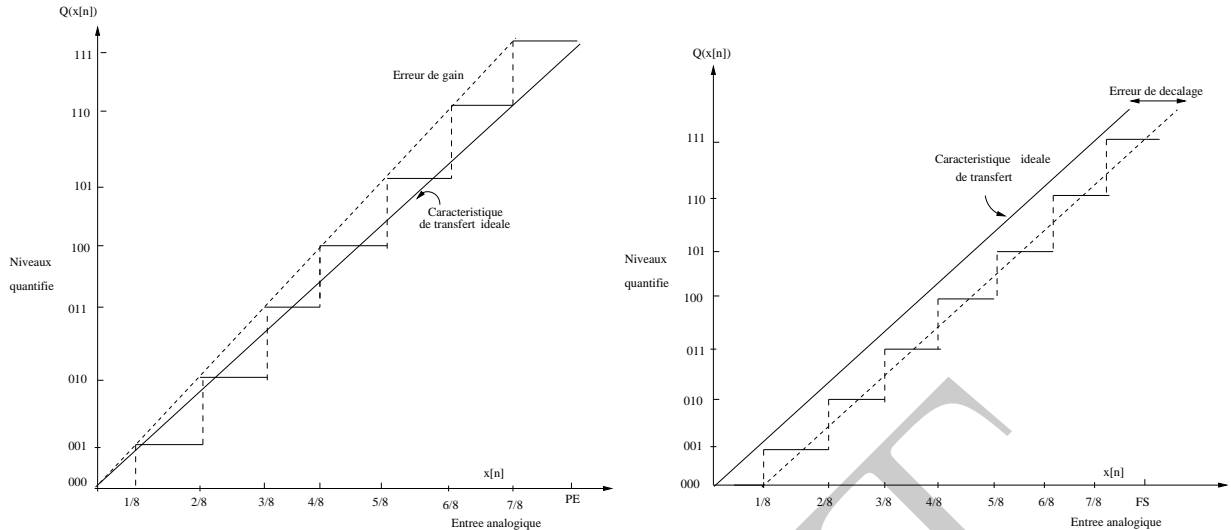 Q(x[n])
111
110
101
100
011
010
001
000
Niveaux
quantifie
Erreur de gain
Caracteristique
de transfert ideale
x[n]
1/8 2/8 3/8 4/8 5/8 6/8 7/8 PE
Entree analogique
Q(x[n])
111
110
101
100
011
010
001
000
Niveaux
quantifie
Erreur de decalage
Caracteristique ideale
de transfert
x[n]
1/8 2/8 3/8 4/8 5/8 6/8 7/8 FS
Entree analogique
T